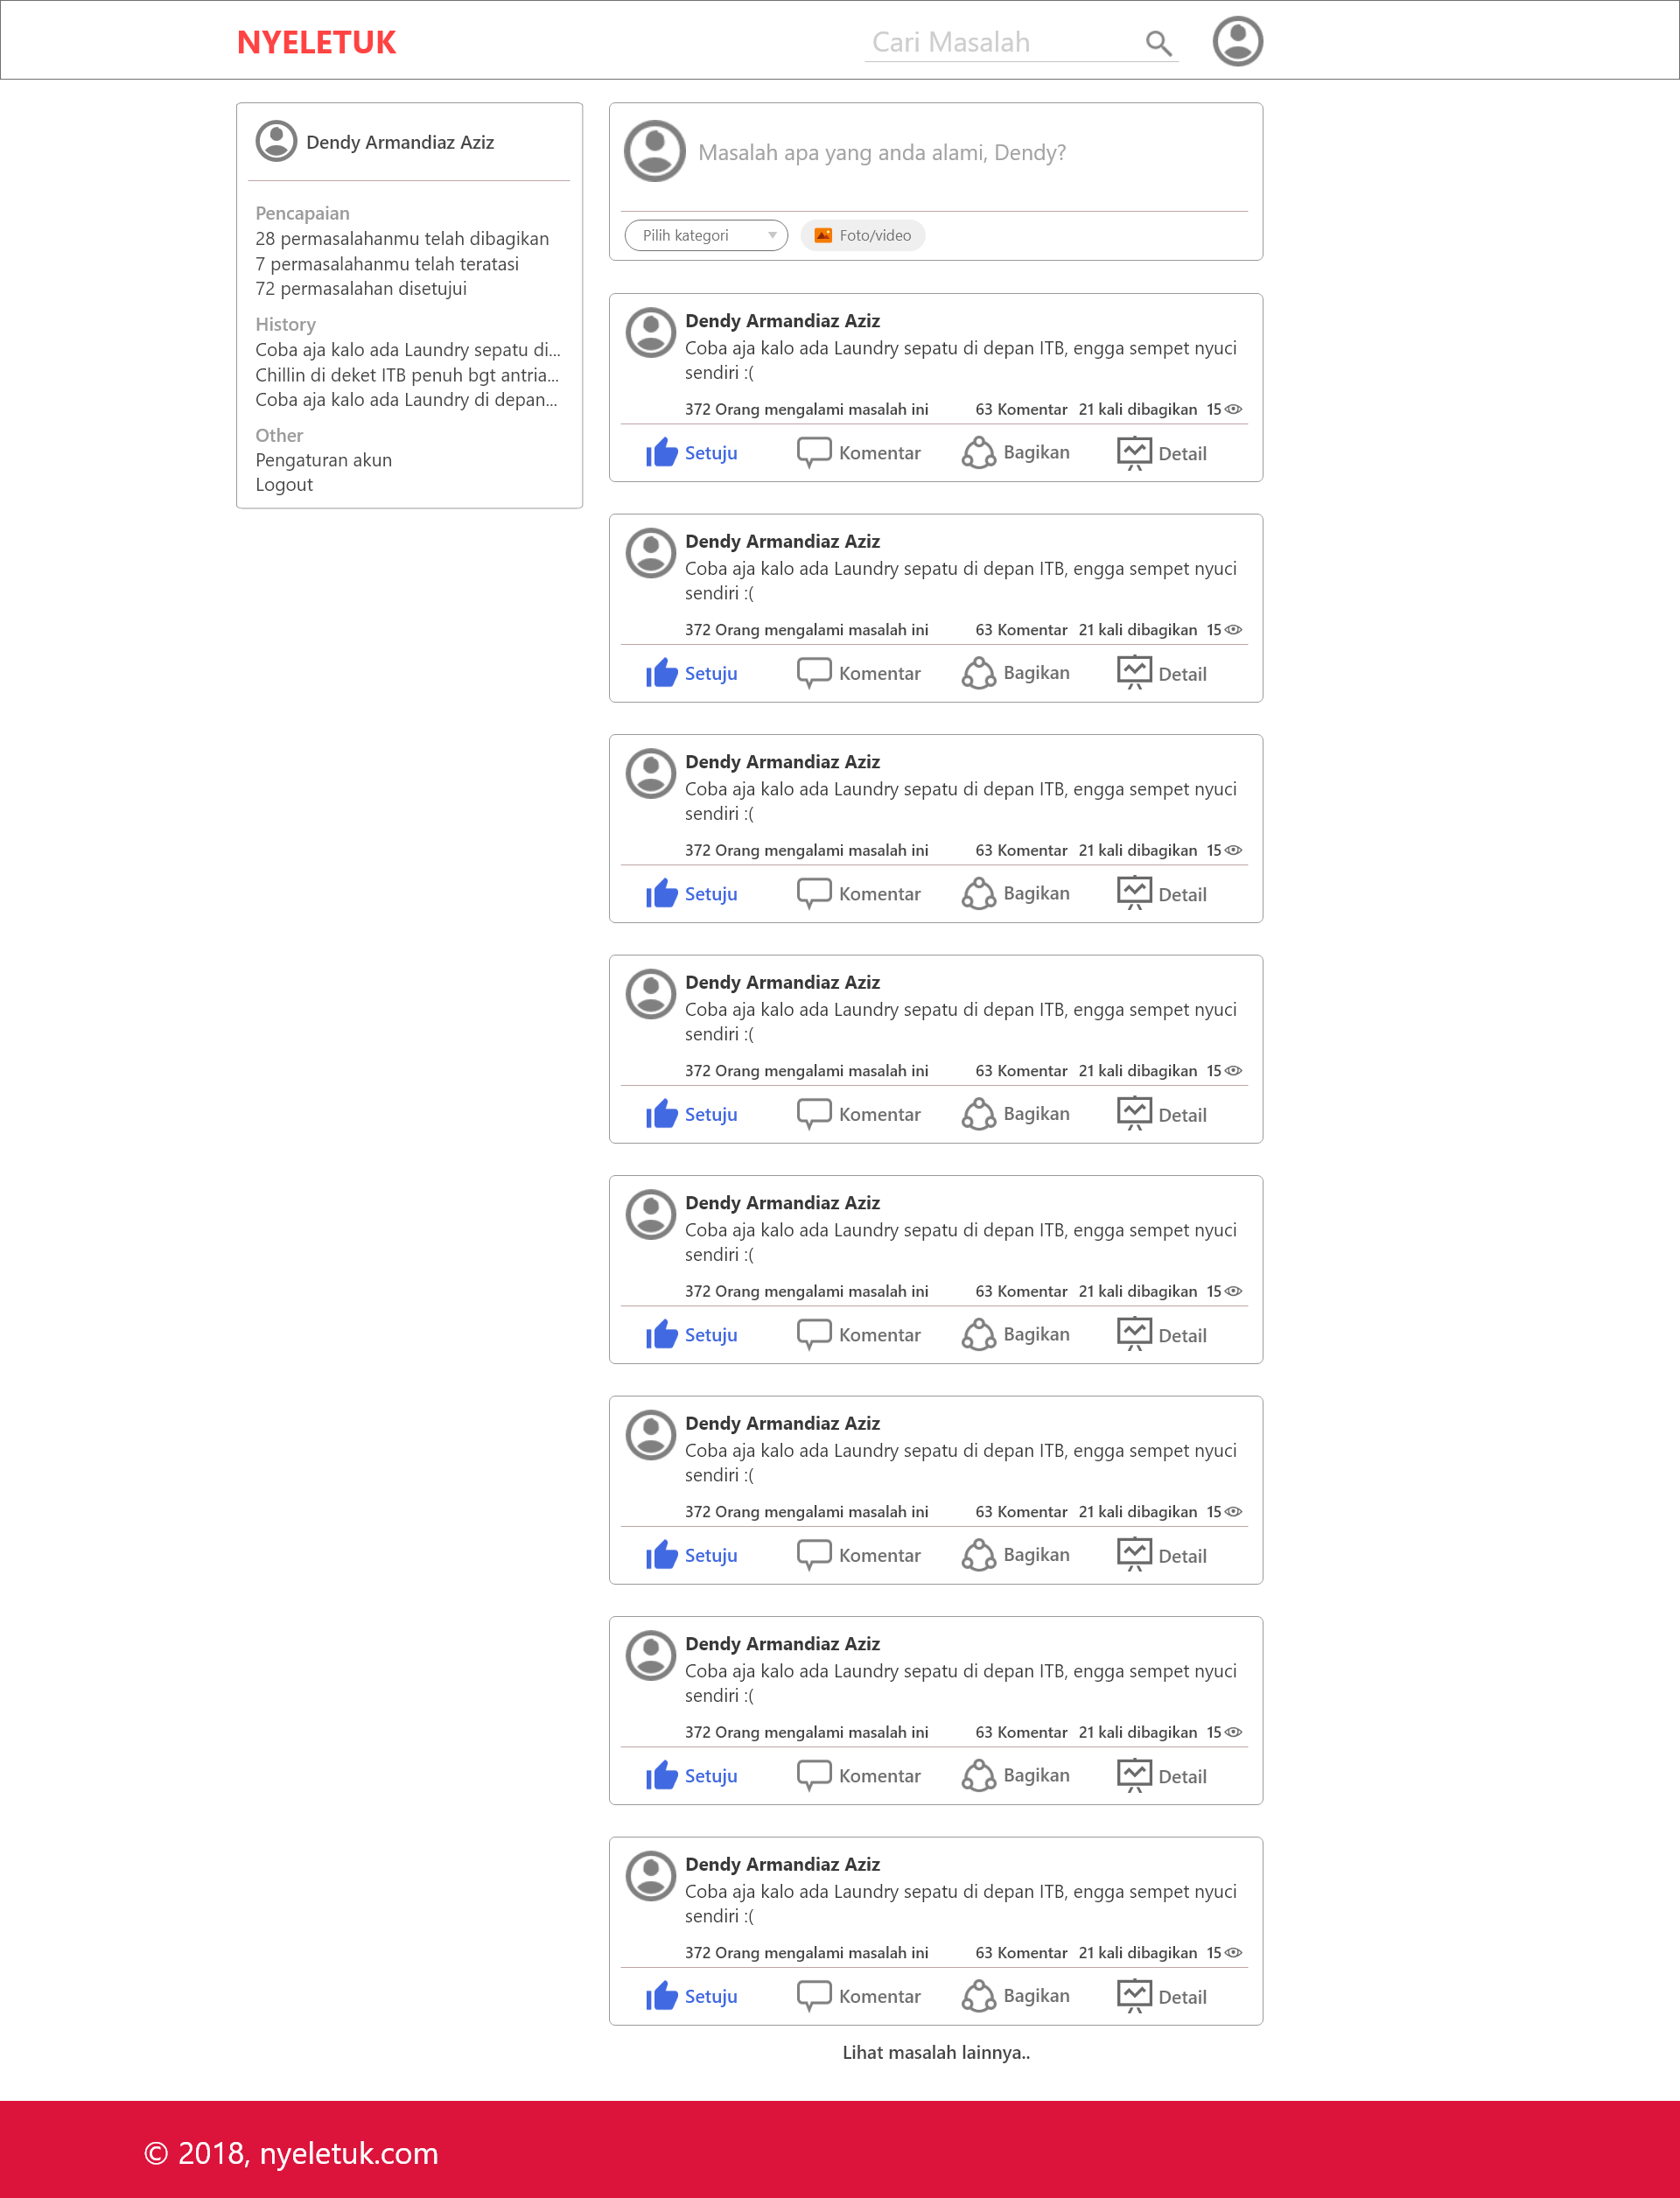 NYELETUK
Cari Masalah
Dendy Armandiaz Aziz
Pencapaian
28 permasalahanmu telah dibagikan
7 permasalahanmu telah teratasi
72 permasalahan disetujui
History
Coba aja kalo ada Laundry sepatu di...
Chillin di deket ITB penuh bgt antria...
Coba aja kalo ada Laundry di depan...
Other
Pengaturan akun
Logout
Masalah apa yang anda alami, Dendy?
Pilih kategori Foto/video
Dendy Armandiaz Aziz
Coba aja kalo ada Laundry sepatu di depan ITB, engga sempet nyuci
sendiri :(
372 Orang mengalami masalah ini 63 Komentar 21 kali dibagikan 15
Setuju Komentar Bagikan Detail
Dendy Armandiaz Aziz
Coba aja kalo ada Laundry sepatu di depan ITB, engga sempet nyuci
sendiri :(
372 Orang mengalami masalah ini 63 Komentar 21 kali dibagikan 15
Setuju Komentar Bagikan Detail
Dendy Armandiaz Aziz
Coba aja kalo ada Laundry sepatu di depan ITB, engga sempet nyuci
sendiri :(
372 Orang mengalami masalah ini 63 Komentar 21 kali dibagikan 15
Setuju Komentar Bagikan Detail
Dendy Armandiaz Aziz
Coba aja kalo ada Laundry sepatu di depan ITB, engga sempet nyuci
sendiri :(
372 Orang mengalami masalah ini 63 Komentar 21 kali dibagikan 15
Setuju Komentar Bagikan Detail
Dendy Armandiaz Aziz
Coba aja kalo ada Laundry sepatu di depan ITB, engga sempet nyuci
sendiri :(
372 Orang mengalami masalah ini 63 Komentar 21 kali dibagikan 15
Setuju Komentar Bagikan Detail
Dendy Armandiaz Aziz
Coba aja kalo ada Laundry sepatu di depan ITB, engga sempet nyuci
sendiri :(
372 Orang mengalami masalah ini 63 Komentar 21 kali dibagikan 15
Setuju Komentar Bagikan Detail
Dendy Armandiaz Aziz
Coba aja kalo ada Laundry sepatu di depan ITB, engga sempet nyuci
sendiri :(
372 Orang mengalami masalah ini 63 Komentar 21 kali dibagikan 15
Setuju Komentar Bagikan Detail
Dendy Armandiaz Aziz
Coba aja kalo ada Laundry sepatu di depan ITB, engga sempet nyuci
sendiri :(
372 Orang mengalami masalah ini 63 Komentar 21 kali dibagikan 15
Setuju Komentar Bagikan Detail
Lihat masalah lainnya..
© 2018, nyeletuk.com